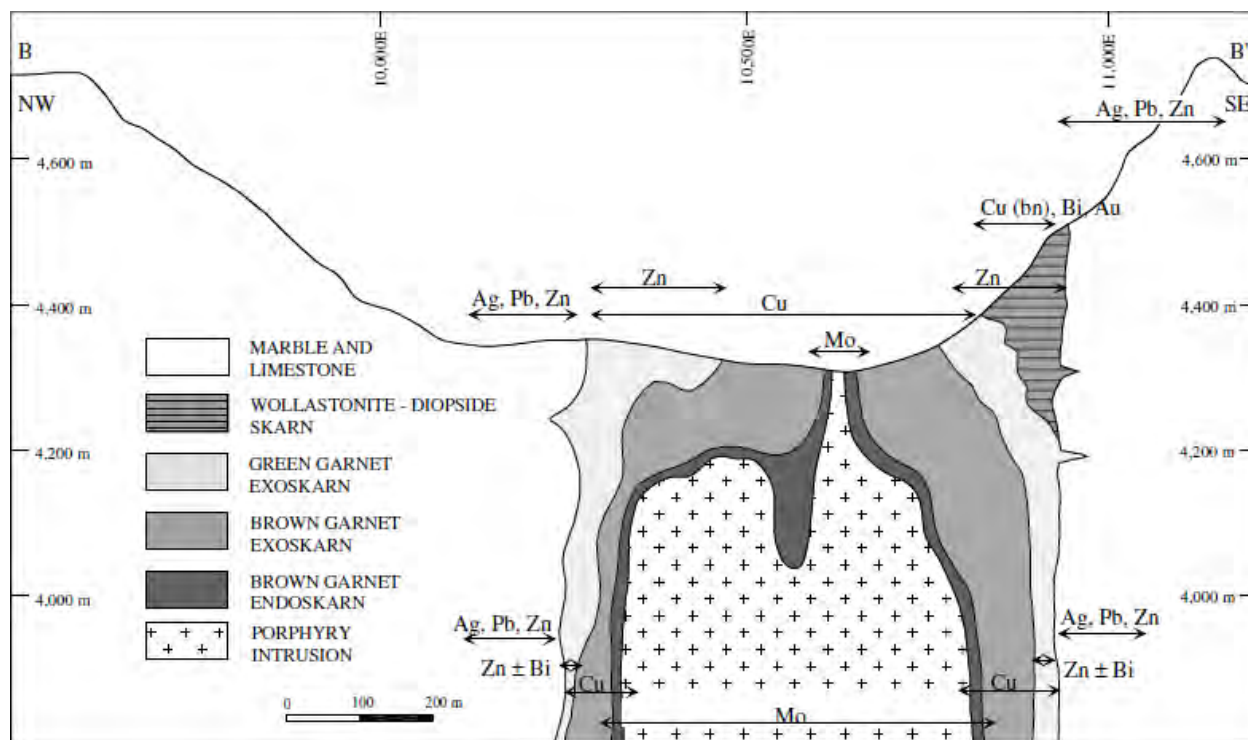 10,000E
10,500E
11,000E
B
B'
NW
SE
Ag, Pb, Zn
4,600 m
4,600 m
Cu (bn), Bi, Au
Zn
Zn
Ag, Pb, Zn
Cu
4,400 m
4,400 m
Mo
MARBLE AND
LIMESTONE
WOLLASTONITE - DIOPSIDE
SKARN
4,200 m
4,200 m
GREEN GARNET
EXOSKARN
BROWN GARNET
EXOSKARN
BROWN GARNET
ENDOSKARN
4,000 m
4,000 m
PORPHYRY
INTRUSION
Ag, Pb, Zn
Ag, Pb, Zn
Zn ± Bi
Zn ± Bi
Cu
Cu
0 100 200 m
Mo